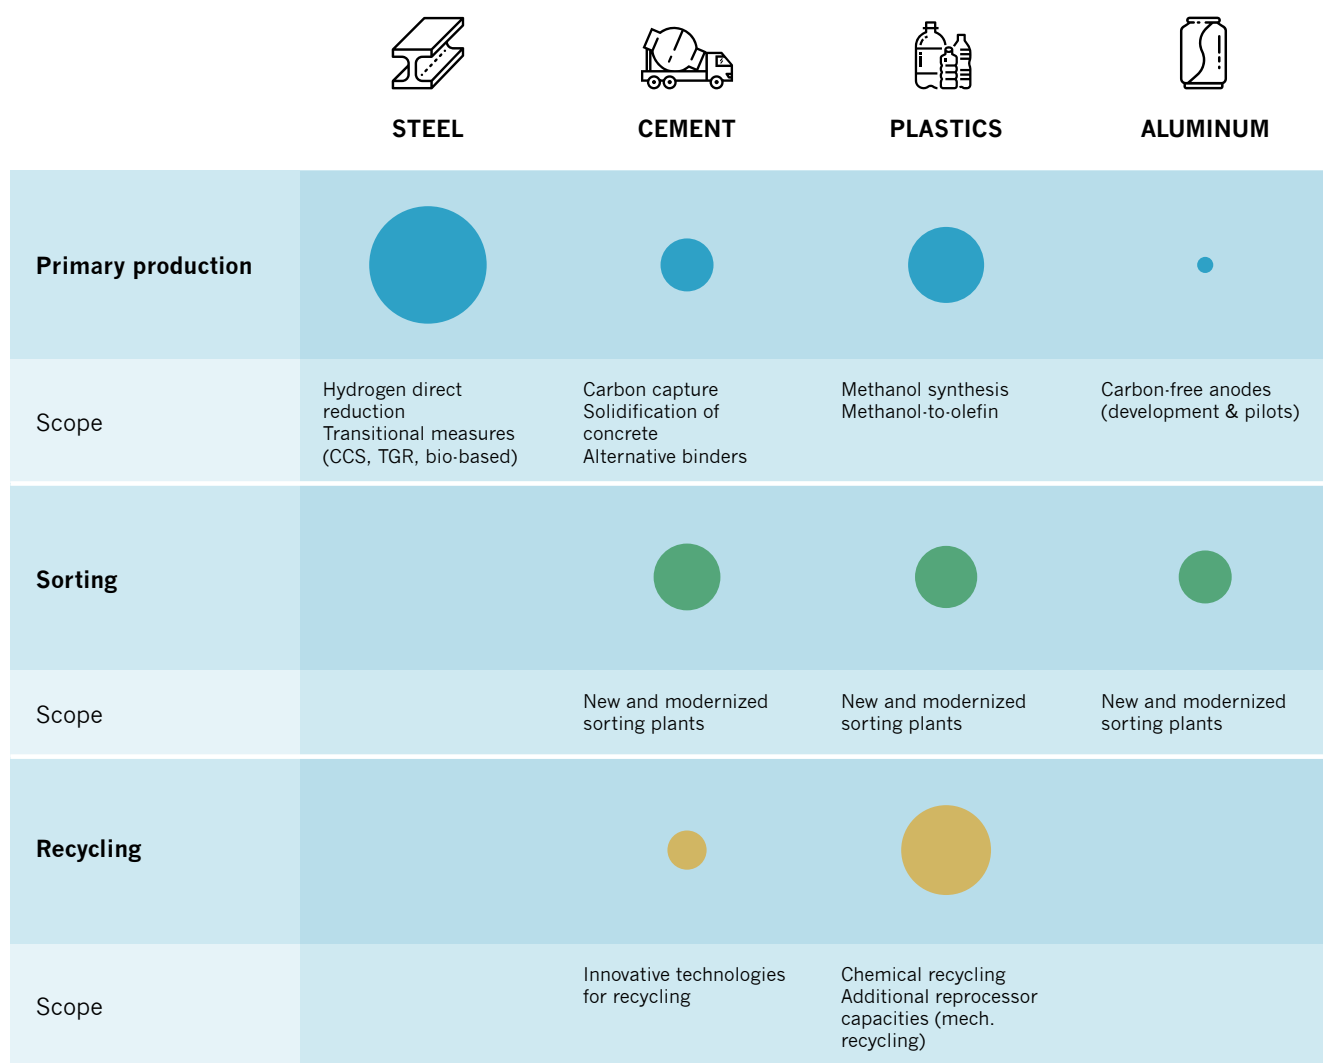 STEEL
CEMENT
PLASTICS
ALUMINUM
Primary production
Scope
Hydrogen direct
reduction
Transitional measures
(CCS, TGR, bio-based)
Carbon capture
Solidification of
concrete
Alternative binders
Methanol synthesis
Methanol-to-olefin
Carbon-free anodes
(development & pilots)
Sorting
Scope
New and modernized
sorting plants
New and modernized
sorting plants
New and modernized
sorting plants
Recycling
Scope
Innovative technologies
for recycling
Chemical recycling
Additional reprocessor
capacities (mech.
recycling)